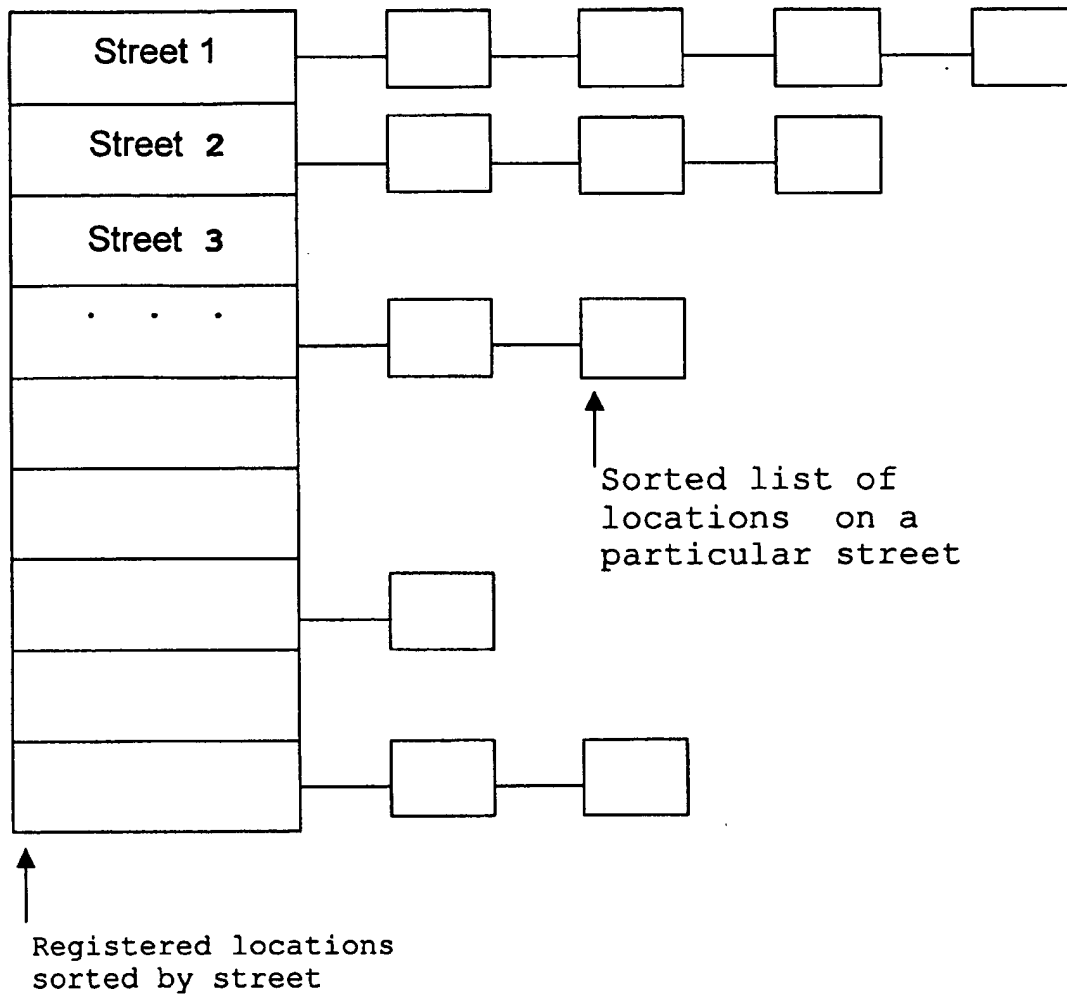 Street 1
Street 2
Street 3
. . .
Sorted list of
locations on a
particular street
Registered locations
sorted by street